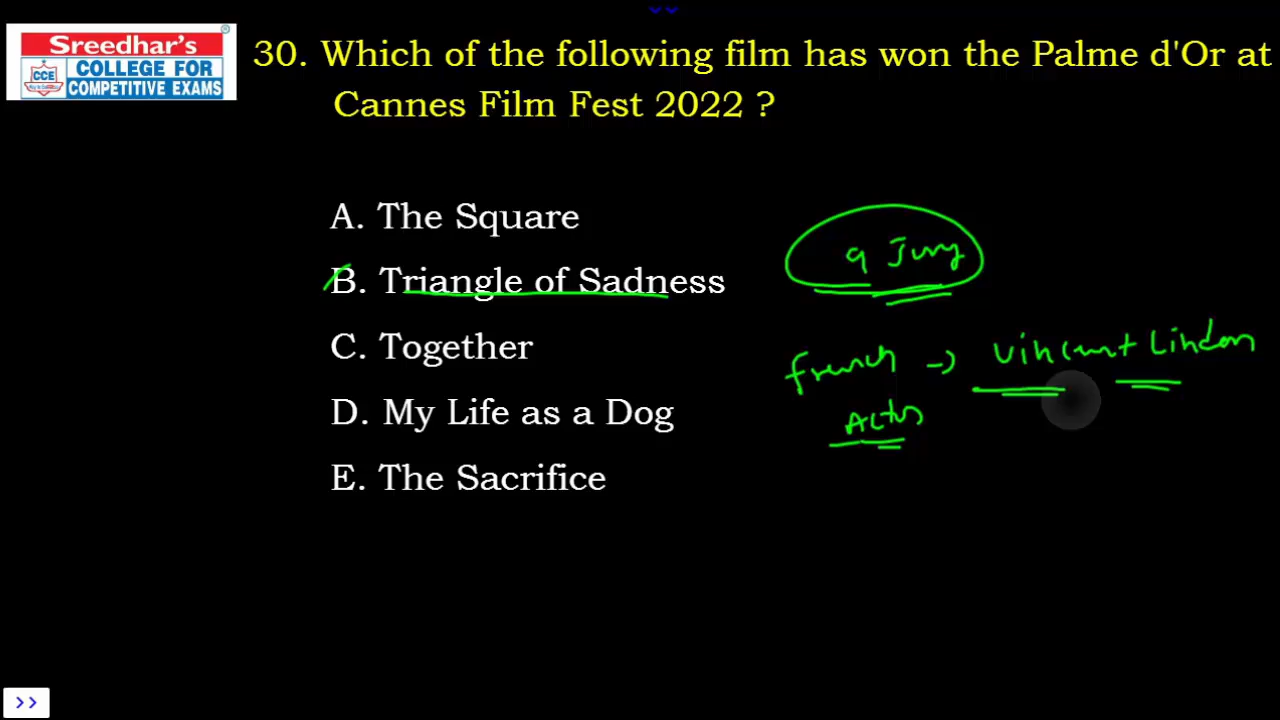 Sreedhar's
CCE
COLLEGE FOR
COMPETITIVE EXAMS
30. Which of the following film has won the Palme d'Or at
Cannes Film Fest 2022 ?
A. The Square
B. Triangle of Sadness
C. Together
D. My Life as a Dog
E. The Sacrifice
9 Jury
French → Vincent Lindon
Actor
>>